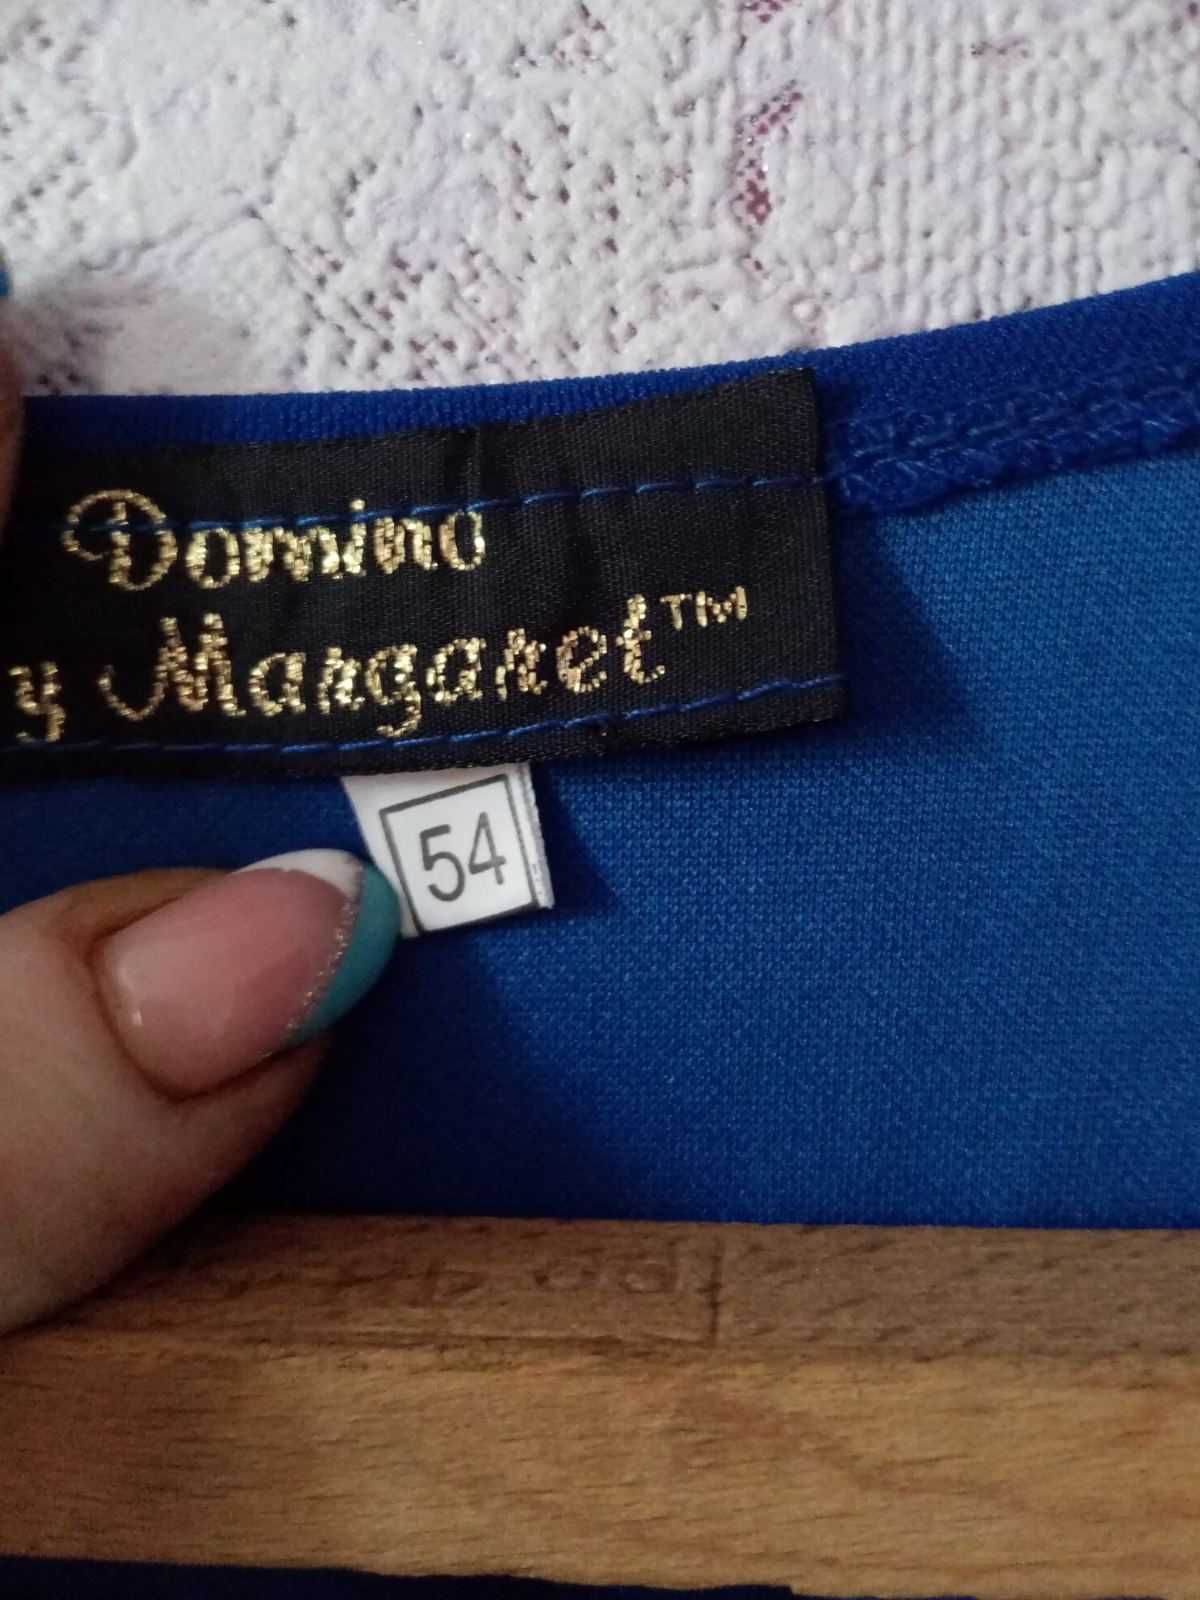 Domino
y Margaret™
54